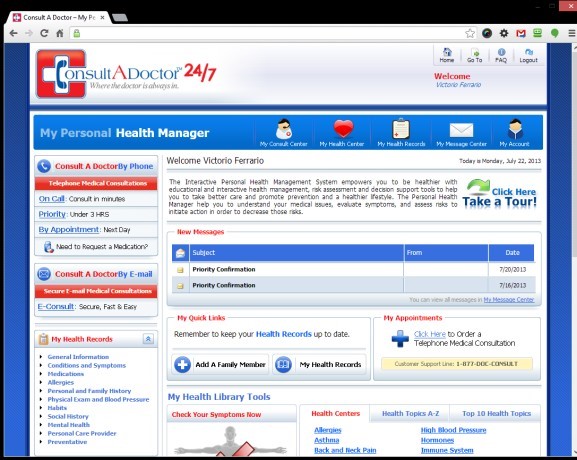 Consult A Doctor – My Pe
ConsultADoctor™ 24/7
Where the doctor is always in.
Home
Go To
FAQ
Logout
Welcome
Victorio Ferrario
My Personal Health Manager
My Consult Center
My Health Center
My Health Records
My Message Center
My Account
Consult A DoctorBy Phone
Telephone Medical Consultations
On Call: Consult in minutes
Priority: Under 3 HRS
By Appointment: Next Day
Need to Request a Medication?
Consult A DoctorBy E-mail
Secure E-mail Medical Consultations
E-Consult: Secure, Fast & Easy
My Health Records
General Information
Conditions and Symptoms
Medications
Allergies
Personal and Family History
Physical Exam and Blood Pressure
Habits
Social History
Mental Health
Personal Care Provider
Preventative
Welcome Victorio Ferrario
Today is Monday, July 22, 2013
The Interactive Personal Health Management System empowers you to be healthier with
educational and interactive health management, risk assessment and decision support tools to help
you to take better care and promote prevention and a healthier lifestyle. The Personal Health
Manager help you to understand your medical issues, evaluate symptoms, and assess risks to
initiate action in order to decrease those risks.
Click Here
Take a Tour!
New Messages
Subject From Date
Priority Confirmation 7/20/2013
Priority Confirmation 7/16/2013
You can view all messages in My Message Center
My Quick Links
Remember to keep your Health Records up to date.
Add A Family Member
My Health Records
My Appointments
Click Here to Order a
Telephone Medical Consultation
Customer Support Line: 1-877-DOC-CONSULT
My Health Library Tools
Check Your Symptoms Now
Health Centers
Health Topics A-Z
Top 10 Health Topics
Allergies
Asthma
Back and Neck Pain
High Blood Pressure
Hormones
Immune System